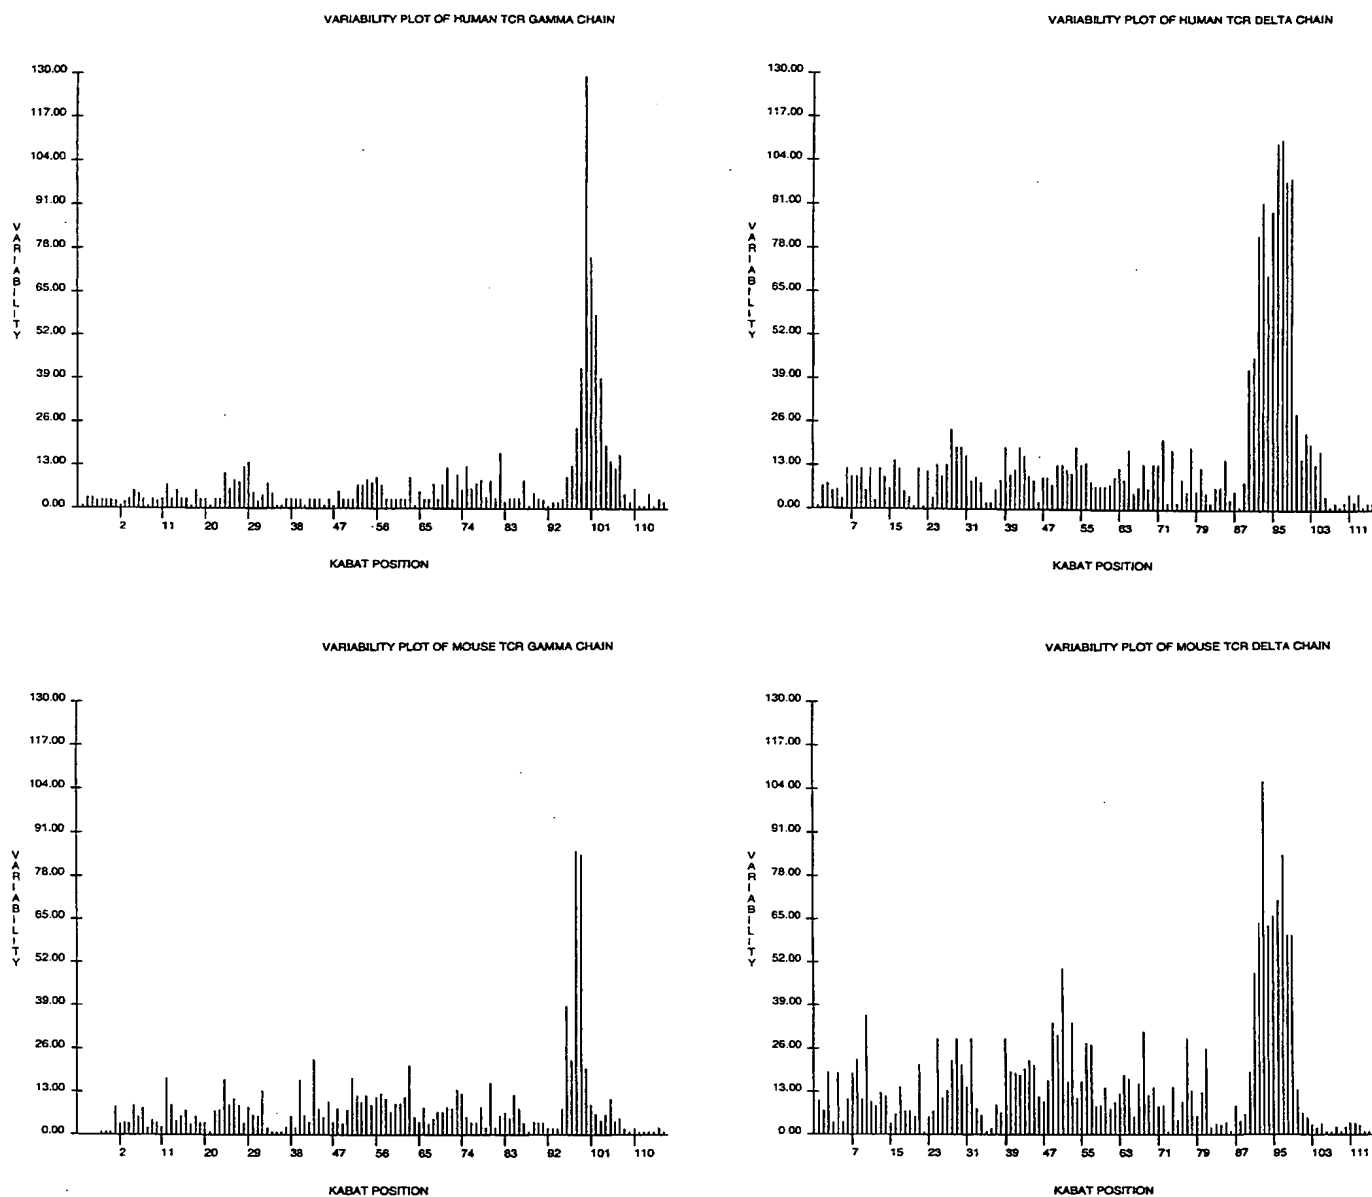 VARIABILITY PLOT OF HUMAN TCR GAMMA CHAIN
130.00
117.00
104.00
91.00
78.00
65.00
52.00
39.00
26.00
13.00
0.00
VARIABILITY
2 11 20 29 38 47 56 65 74 83 92 101 110
KABAT POSITION
VARIABILITY PLOT OF HUMAN TCR DELTA CHAIN
130.00
117.00
104.00
91.00
78.00
65.00
52.00
39.00
26.00
13.00
0.00
VARIABILITY
7 15 23 31 39 47 55 63 71 79 87 95 103 111
KABAT POSITION
VARIABILITY PLOT OF MOUSE TCR GAMMA CHAIN
130.00
117.00
104.00
91.00
78.00
65.00
52.00
39.00
26.00
13.00
0.00
VARIABILITY
2 11 20 29 38 47 56 65 74 83 92 101 110
KABAT POSITION
VARIABILITY PLOT OF MOUSE TCR DELTA CHAIN
130.00
117.00
104.00
91.00
78.00
65.00
52.00
39.00
26.00
13.00
0.00
VARIABILITY
7 15 23 31 39 47 55 63 71 79 87 95 103 111
KABAT POSITION